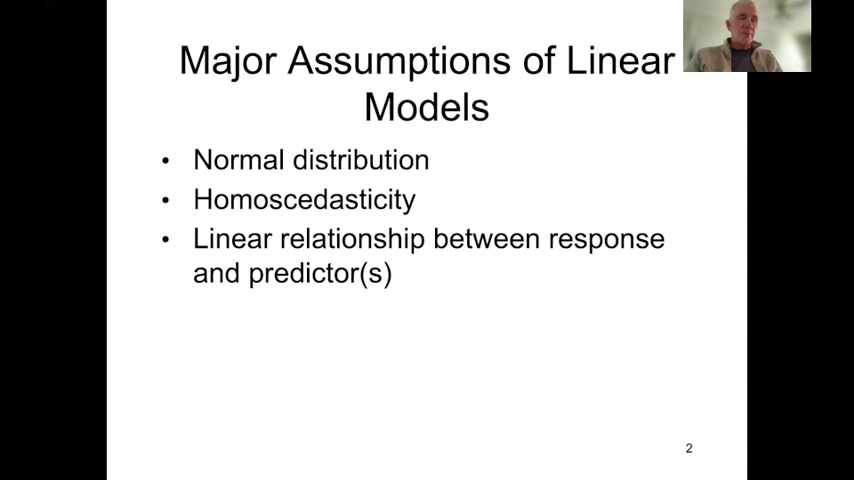 Major Assumptions of Linear
Models
• Normal distribution
• Homoscedasticity
• Linear relationship between response
and predictor(s)
2